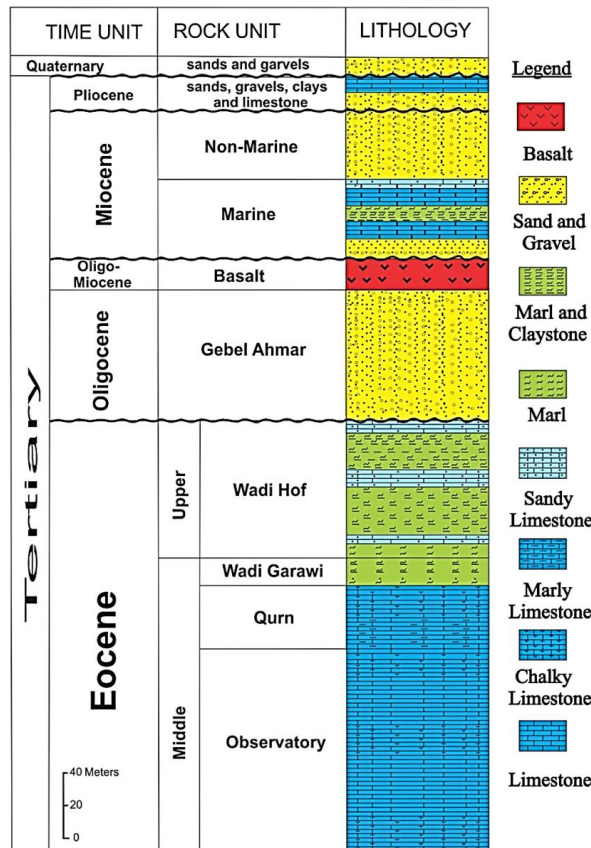 TIME UNIT
ROCK UNIT
LITHOLOGY
Quaternary
sands and garvels
Tertiary
Pliocene
sands, gravels, clays
and limestone
Miocene
Non-Marine
Marine
Oligo-
Miocene
Basalt
Oligocene
Gebel Ahmar
Eocene
Upper
Wadi Hof
Middle
Wadi Garawi
Qurn
Observatory
40 Meters
20
0
Legend
Basalt
Sand and
Gravel
Marl and
Claystone
Marl
Sandy
Limestone
Marly
Limestone
Chalky
Limestone
Limestone